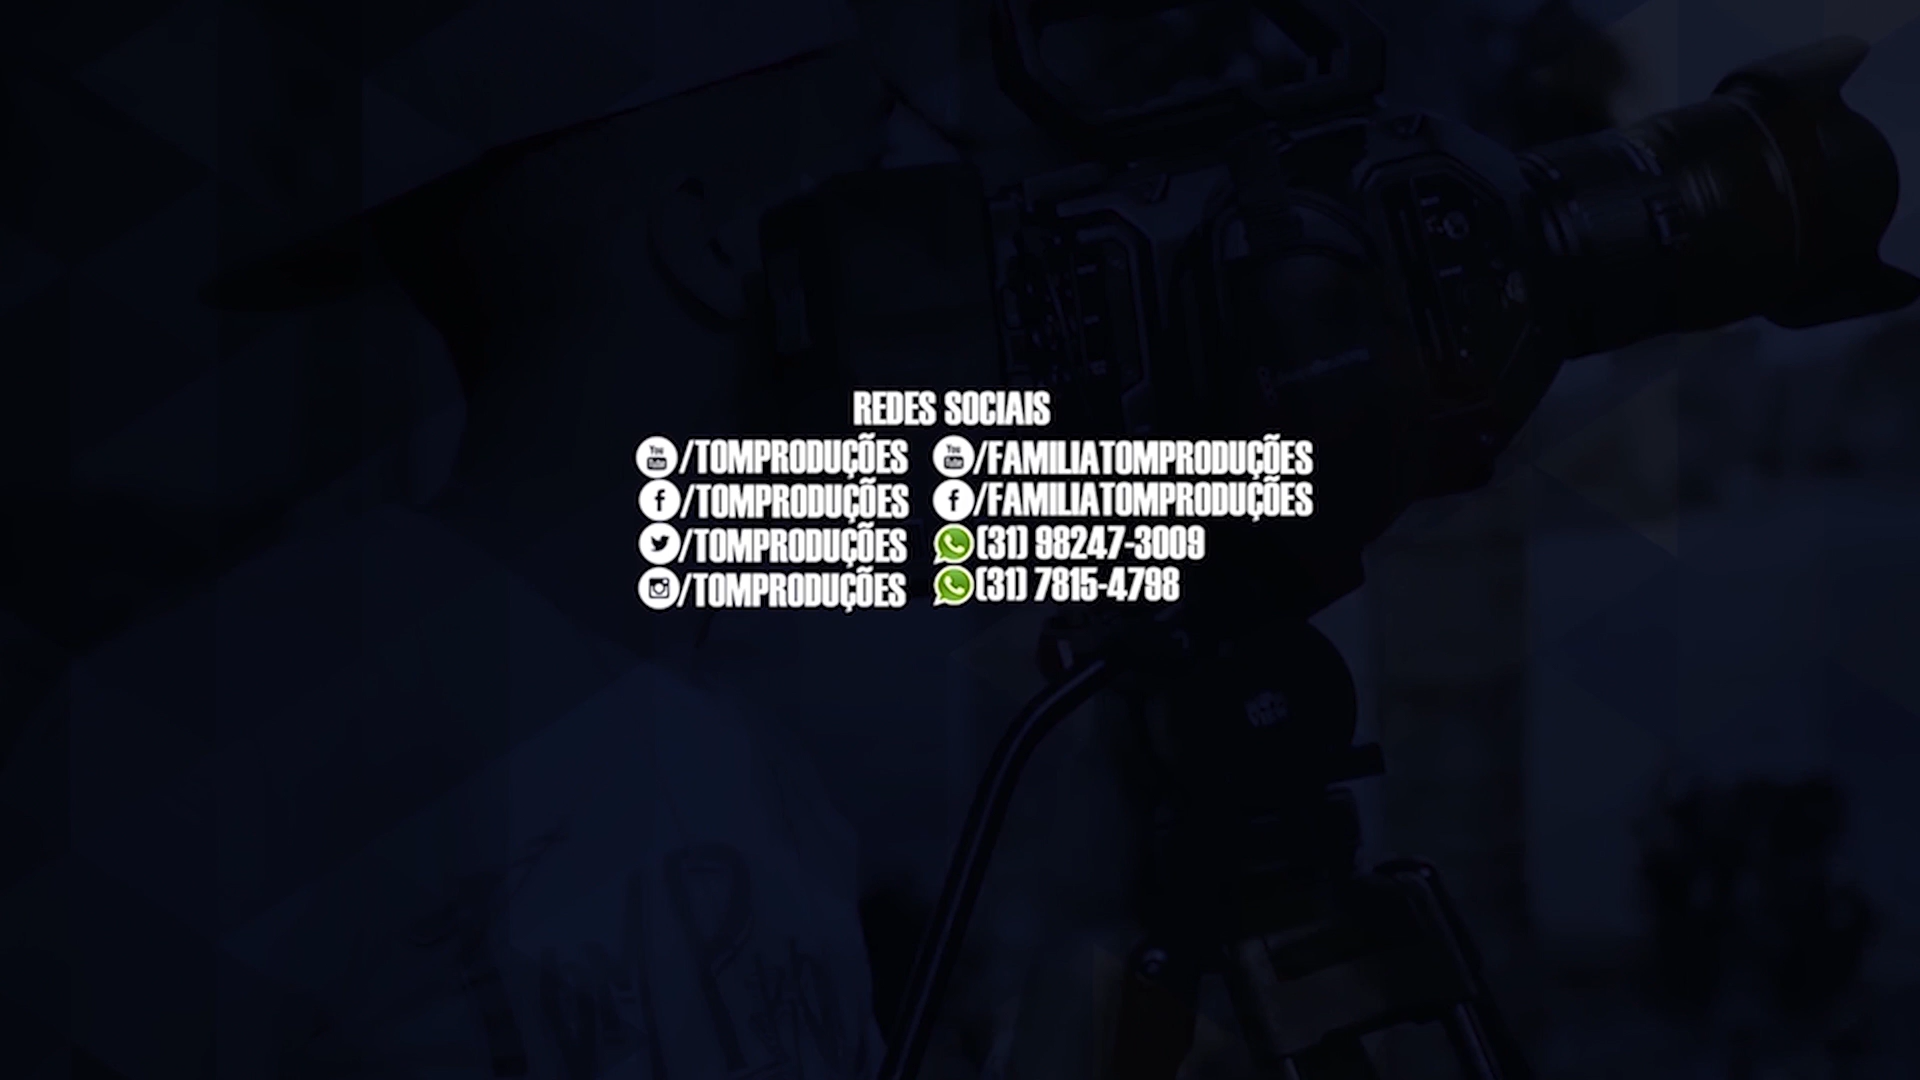 REDES SOCIAIS
/TOMPRODUÇÕES
/TOMPRODUÇÕES
/TOMPRODUÇÕES
/TOMPRODUÇÕES
/FAMILIATOMPRODUÇÕES
/FAMILIATOMPRODUÇÕES
(31) 98247-3009
(31) 7815-4798